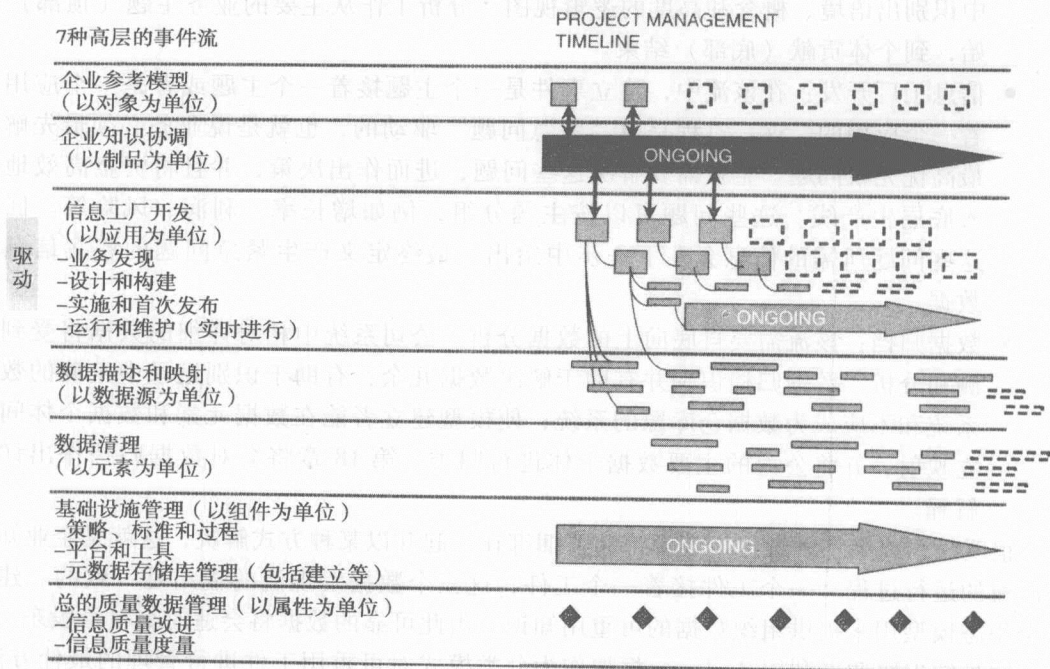 7种高层的事件流
PROJECT MANAGEMENT
TIMELINE
企业参考模型
（以对象为单位）
企业知识协调
（以制品为单位）
ONGOING
信息工厂开发
（以应用为单位）
–业务发现
–设计和构建
–实施和首次发布
–运行和维护（实时进行）
ONGOING
驱动
数据描述和映射
（以数据源为单位）
数据清理
（以元素为单位）
基础设施管理（以组件为单位）
–策略、标准和过程
–平台和工具
–元数据存储库管理（包括建立等）
ONGOING
总的质量数据管理（以属性为单位）
–信息质量改进
–信息质量度量